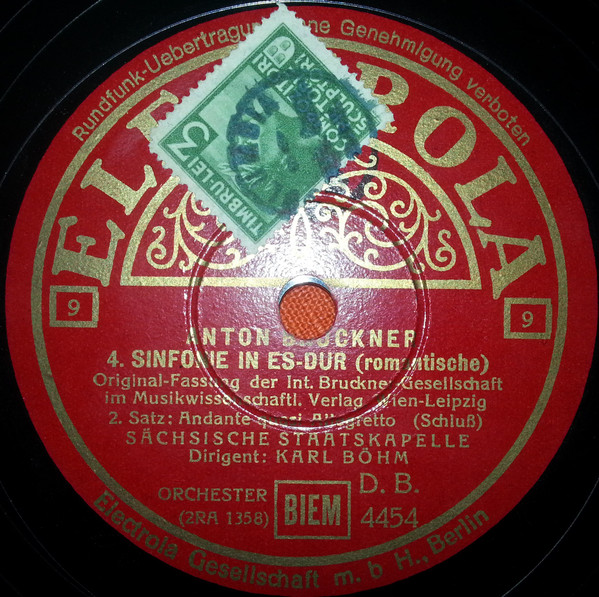 Rundfunk-Uebertragung ohne Genehmigung verboten
ELECTROLA
TIMBRU·LEI 3
9
9
ANTON BRUCKNER
4. SINFONIE IN ES-DUR (romantische)
Original-Fassung der Int. Bruckner-Gesellschaft
im Musikwissenschaftl. Verlag Wien-Leipzig
2. Satz: Andante quasi Allegretto (Schluß)
SÄCHSISCHE STAATSKAPELLE
Dirigent: KARL BÖHM
ORCHESTER
(2RA 1358)
BIEM
D. B.
4454
Electrola Gesellschaft m. b H., Berlin